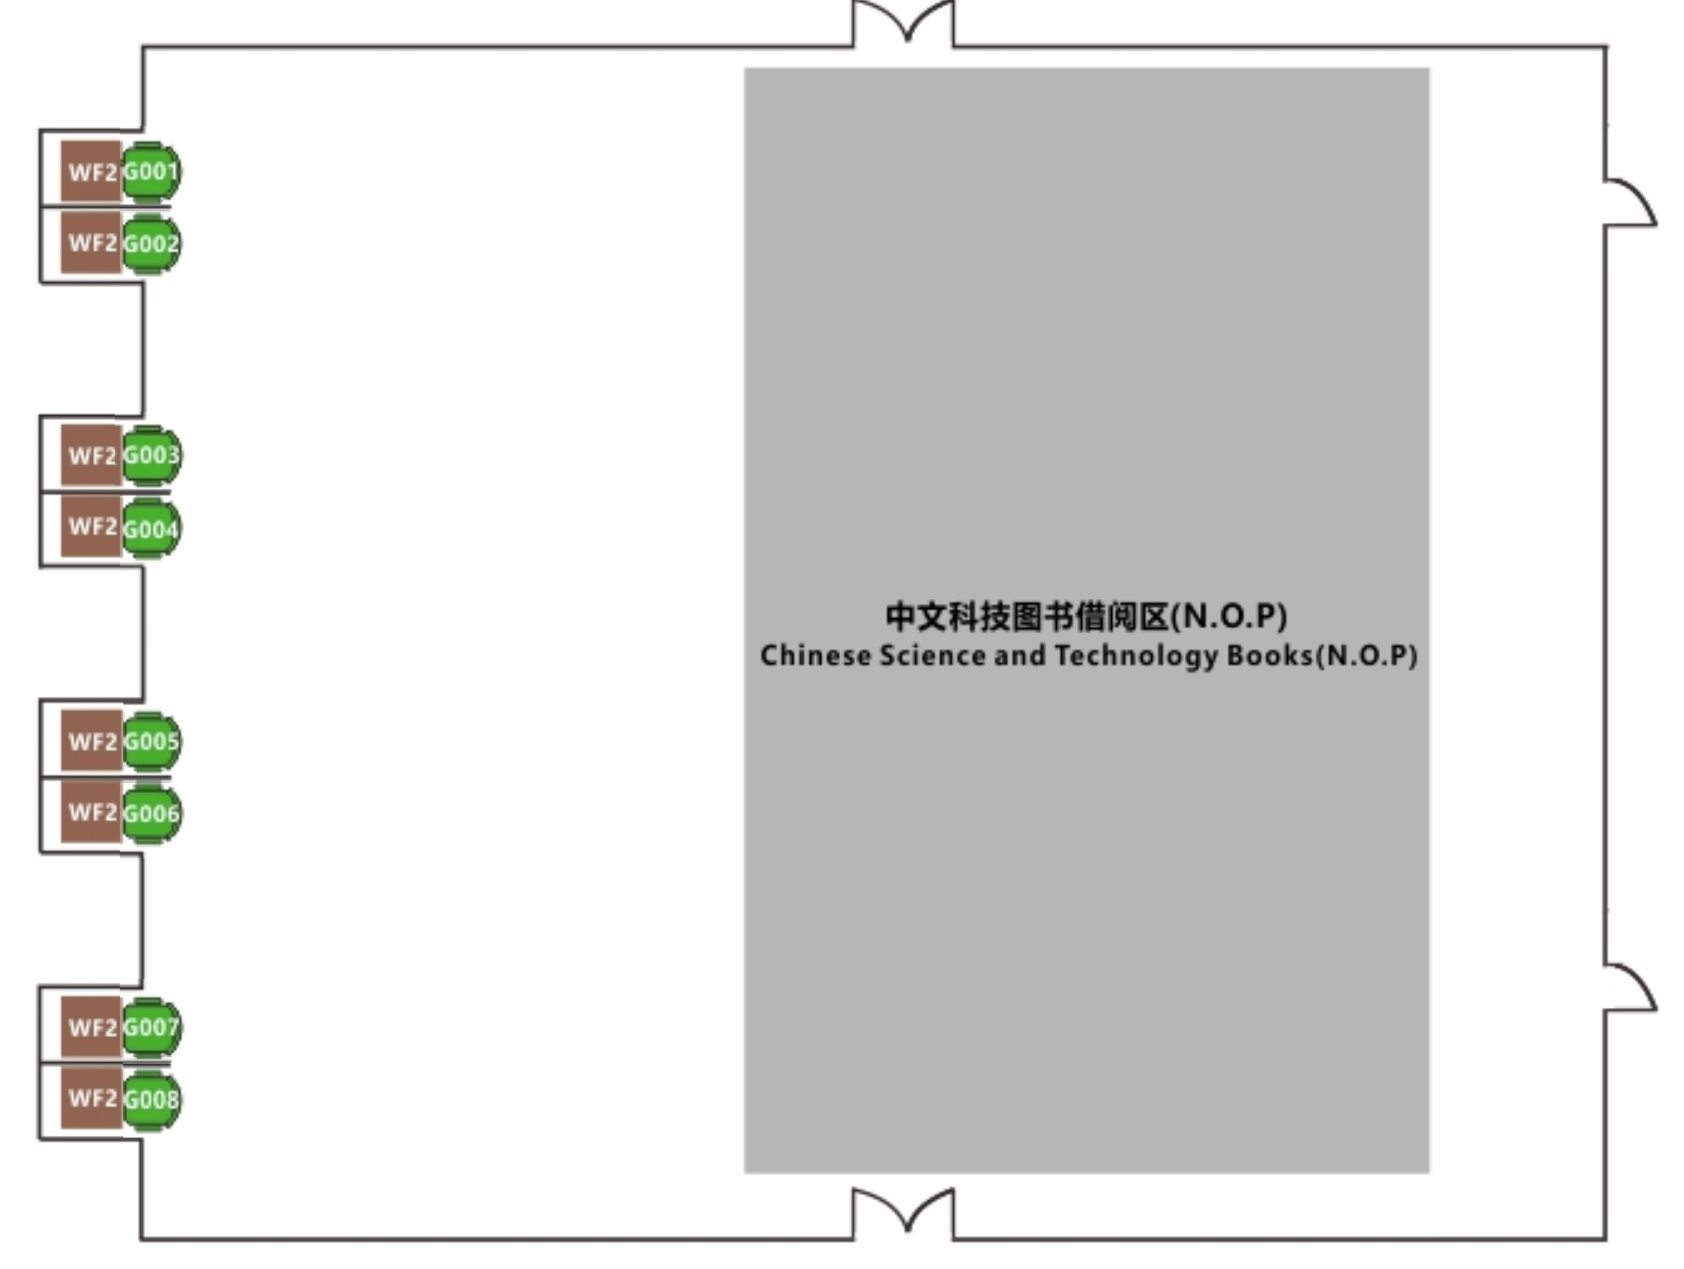 WF2 G001
WF2 G002
WF2 G003
WF2 G004
中文科技图书借阅区(N.O.P)
Chinese Science and Technology Books(N.O.P)
WF2 G005
WF2 G006
WF2 G007
WF2 G008